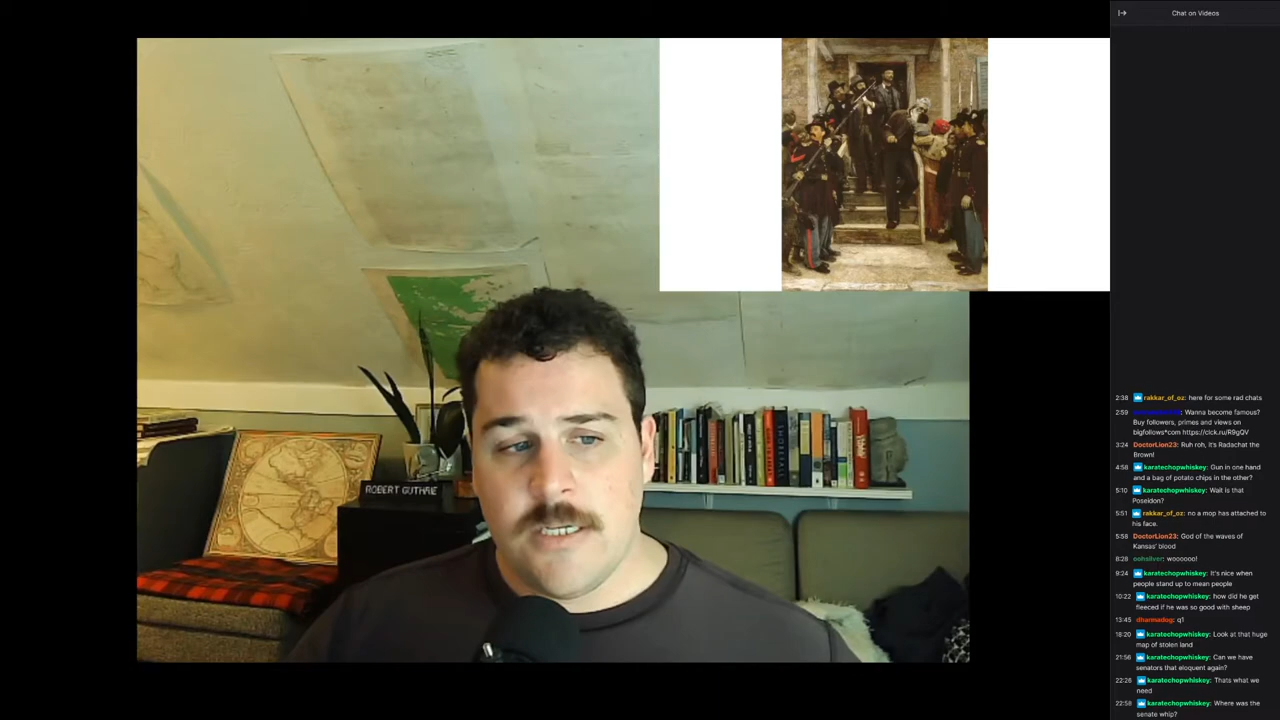 Chat on Videos
ROBERT GUTHRIE
2:38 rakkar_of_oz: here for some rad chats
2:59 : Wanna become famous?
Buy followers, primes and views on
bigfollows*com https://clck.ru/R9gQV
3:24 DoctorLion23: Ruh roh, it's Radschat the
Brown!
4:58 karatechopwhiskey: Gun in one hand
and a bag of potato chips in the other?
5:10 karatechopwhiskey: Wait is that
Poseidon?
5:51 rakkar_of_oz: no a mop has attached to
his face.
5:58 DoctorLion23: God of the waves of
Kansas' blood
8:28 oohsilver: woooooo!
9:24 karatechopwhiskey: It's nice when
people stand up to mean people
10:22 karatechopwhiskey: how did he get
fleeced if he was so good with sheep
13:45 dharmadog: q1
18:20 karatechopwhiskey: Look at that huge
map of stolen land
21:56 karatechopwhiskey: Can we have
senators that eloquent again?
22:26 karatechopwhiskey: Thats what we
need
22:58 karatechopwhiskey: Where was the
senate whip?